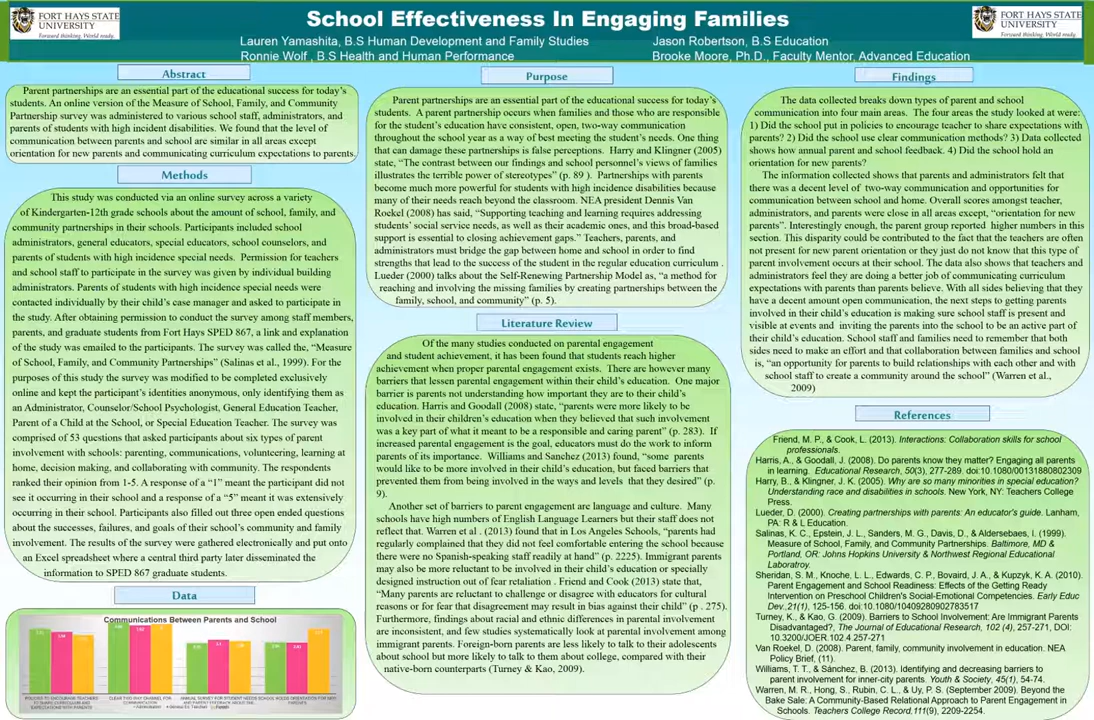 FORT HAYS STATE
UNIVERSITY
Forward thinking. World ready.
School Effectiveness In Engaging Families
FORT HAYS STATE
UNIVERSITY
Forward thinking. World ready.
Lauren Yamashita, B.S Human Development and Family Studies
Jason Robertson, B.S Education
Ronnie Wolf , B.S Health and Human Performance
Brooke Moore, Ph.D., Faculty Mentor, Advanced Education
Abstract
Parent partnerships are an essential part of the educational success for today's
students. An online version of the Measure of School, Family, and Community
Partnership survey was administered to various school staff, administrators, and
parents of students with high incident disabilities. We found that the level of
communication between parents and school are similar in all areas except
orientation for new parents and communicating curriculum expectations to parents.
Methods
This study was conducted via an online survey across a variety
of Kindergarten-12th grade schools about the amount of school, family, and
community partnerships in their schools. Participants included school
administrators, general educators, special educators, school counselors, and
parents of students with high incidence special needs. Permission for teachers
and school staff to participate in the survey was given by individual building
administrators. Parents of students with high incidence special needs were
contacted individually by their child's case manager and asked to participate in
the study. After obtaining permission to conduct the survey among staff members,
parents, and graduate students from Fort Hays SPED 867, a link and explanation
of the study was emailed to the participants. The survey was called the, "Measure
of School, Family, and Community Partnerships" (Salinas et al., 1999). For the
purposes of this study the survey was modified to be completed exclusively
online and kept the participant's identities anonymous, only identifying them as
an Administrator, Counselor/School Psychologist, General Education Teacher,
Parent of a Child at the School, or Special Education Teacher. The survey was
comprised of 53 questions that asked participants about six types of parent
involvement with schools: parenting, communications, volunteering, learning at
home, decision making, and collaborating with community. The respondents
ranked their opinion from 1-5. A response of a "1" meant the participant did not
see it occurring in their school and a response of a "5" meant it was extensively
occurring in their school. Participants also filled out three open ended questions
about the successes, failures, and goals of their school's community and family
involvement. The results of the survey were gathered electronically and put onto
an Excel spreadsheet where a central third party later disseminated the
information to SPED 867 graduate students.
Data
Communications Between Parents and School
POLICIES TO ENCOURAGE TEACHERS
TO SHARE CURRICULUM AND
EXPECTATIONS WITH PARENTS
CLEAR TWO-WAY CHANNEL FOR
COMMUNICATION
ANNUAL SURVEY FOR STUDENT NEEDS
AND PARENT FEEDBACK ABOUT THE
SCHOOL HOLDS ORIENTATION FOR NEW
PARENTS
Purpose
Parent partnerships are an essential part of the educational success for today's
students. A parent partnership occurs when families and those who are responsible
for the student's education have consistent, open, two-way communication
throughout the school year as a way of best meeting the student's needs. One thing
that can damage these partnerships is false perceptions. Harry and Klingner (2005)
state, "The contrast between our findings and school personnel's views of families
illustrates the terrible power of stereotypes" (p. 89 ). Partnerships with parents
become much more powerful for students with high incidence disabilities because
many of their needs reach beyond the classroom. NEA president Dennis Van
Roekel (2008) has said, "Supporting teaching and learning requires addressing
students' social service needs, as well as their academic ones, and this broad-based
support is essential to closing achievement gaps." Teachers, parents, and
administrators must bridge the gap between home and school in order to find
strengths that lead to the success of the student in the regular education curriculum .
Lueder (2000) talks about the Self-Renewing Partnership Model as, "a method for
reaching and involving the missing families by creating partnerships between the
family, school, and community" (p. 5).
Literature Review
Of the many studies conducted on parental engagement
and student achievement, it has been found that students reach higher
achievement when proper parental engagement exists. There are however many
barriers that lessen parental engagement within their child's education. One major
barrier is parents not understanding how important they are to their child's
education. Harris and Goodall (2008) state, "parents were more likely to be
involved in their children's education when they believed that such involvement
was a key part of what it meant to be a responsible and caring parent" (p. 283). If
increased parental engagement is the goal, educators must do the work to inform
parents of its importance. Williams and Sanchez (2013) found, "some parents
would like to be more involved in their child's education, but faced barriers that
prevented them from being involved in the ways and levels that they desired" (p.
9).
Another set of barriers to parent engagement are language and culture. Many
schools have high numbers of English Language Learners but their staff does not
reflect that. Warren et al . (2013) found that in Los Angeles Schools, "parents had
regularly complained that they did not feel comfortable entering the school because
there were no Spanish-speaking staff readily at hand" (p. 2225). Immigrant parents
may also be more reluctant to be involved in their child's education or specially
designed instruction out of fear retaliation . Friend and Cook (2013) state that,
"Many parents are reluctant to challenge or disagree with educators for cultural
reasons or for fear that disagreement may result in bias against their child" (p . 275).
Furthermore, findings about racial and ethnic differences in parental involvement
are inconsistent, and few studies systematically look at parental involvement among
immigrant parents. Foreign-born parents are less likely to talk to their adolescents
about school but more likely to talk to them about college, compared with their
native-born counterparts (Turney & Kao, 2009).
Findings
The data collected breaks down types of parent and school
communication into four main areas. The four areas the study looked at were:
1) Did the school put in policies to encourage teacher to share expectations with
parents? 2) Did the school use clear communication methods? 3) Data collected
shows how annual parent and school feedback. 4) Did the school hold an
orientation for new parents?
The information collected shows that parents and administrators felt that
there was a decent level of two-way communication and opportunities for
communication between school and home. Overall scores amongst teacher,
administrators, and parents were close in all areas except, "orientation for new
parents". Interestingly enough, the parent group reported higher numbers in this
section. This disparity could be contributed to the fact that the teachers are often
not present for new parent orientation or they just do not know that this type of
parent involvement occurs at their school. The data also shows that teachers and
administrators feel they are doing a better job of communicating curriculum
expectations with parents than parents believe. With all sides believing that they
have a decent amount open communication, the next steps to getting parents
involved in their child's education is making sure school staff is present and
visible at events and inviting the parents into the school to be an active part of
their child's education. School staff and families need to remember that both
sides need to make an effort and that collaboration between families and school
is, "an opportunity for parents to build relationships with each other and with
school staff to create a community around the school" (Warren et al.,
2009)
References
Friend, M. P., & Cook, L. (2013). Interactions: Collaboration skills for school
professionals.
Harris, A., & Goodall, J. (2008). Do parents know they matter? Engaging all parents
in learning. Educational Research, 50(3), 277-289. doi:10.1080/00131880802309
Harry, B., & Klingner, J. K. (2005). Why are so many minorities in special education?
Understanding race and disabilities in schools. New York, NY: Teachers College
Press.
Lueder, D. (2000). Creating partnerships with parents: An educator's guide. Lanham,
PA: R & L Education.
Salinas, K. C., Epstein, J. L., Sanders, M. G., Davis, D., & Aldersebaes, I. (1999).
Measure of School, Family, and Community Partnerships. Baltimore, MD &
Portland, OR: Johns Hopkins University & Northwest Regional Educational
Laboratroy.
Sheridan, S. M., Knoche, L. L., Edwards, C. P., Bovaird, J. A., & Kupzyk, K. A. (2010).
Parent Engagement and School Readiness: Effects of the Getting Ready
Intervention on Preschool Children's Social-Emotional Competencies. Early Educ
Dev.,21(1), 125-156. doi:10.1080/10409280902783517
Turney, K., & Kao, G. (2009). Barriers to School Involvement: Are Immigrant Parents
Disadvantaged?, The Journal of Educational Research, 102 (4), 257-271, DOI:
10.3200/JOER.102.4.257-271
Van Roekel, D. (2008). Parent, family, community involvement in education. NEA
Policy Brief, (11).
Williams, T. T., & Sánchez, B. (2013). Identifying and decreasing barriers to
parent involvement for inner-city parents. Youth & Society, 45(1), 54-74.
Warren, M. R., Hong, S., Rubin, C. L., & Uy, P. S. (September 2009). Beyond the
Bake Sale: A Community-Based Relational Approach to Parent Engagement in
Schools. Teachers College Record,111(9), 2209-2254.